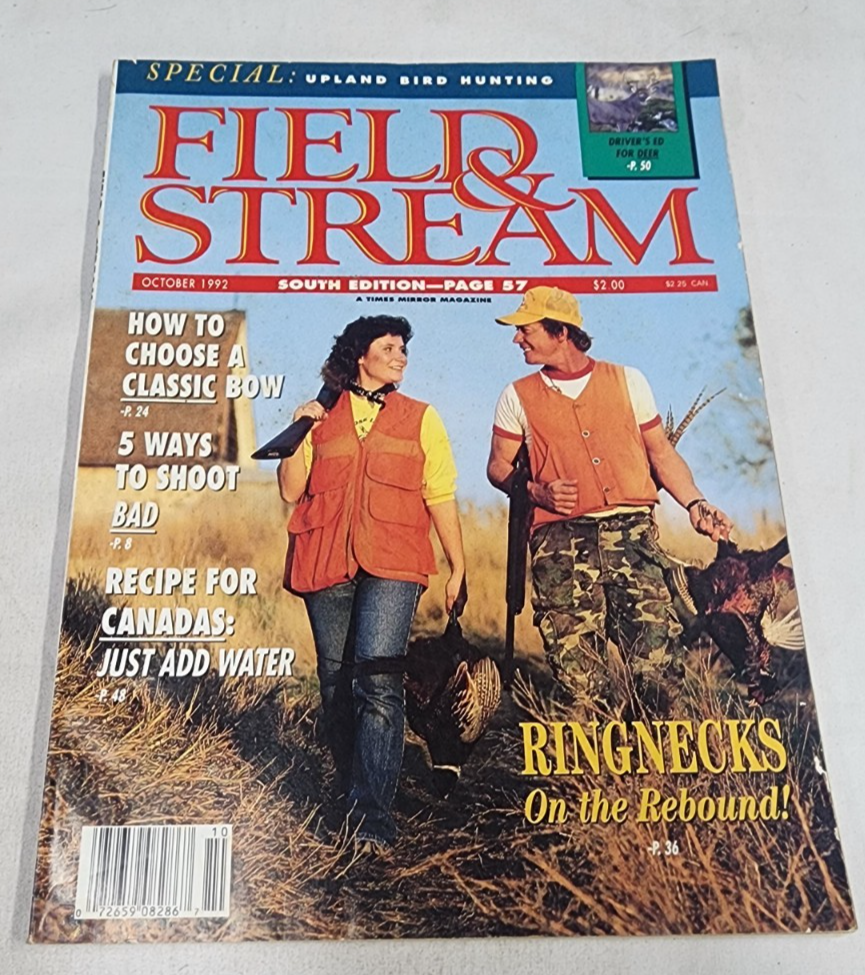 SPECIAL: UPLAND BIRD HUNTING
DRIVER'S ED
FOR DEER
-P. 50
FIELD &
STREAM
OCTOBER 1992 SOUTH EDITION—PAGE 57 $2.00 $2.25 CAN.
A TIMES MIRROR MAGAZINE
HOW TO
CHOOSE A
CLASSIC BOW
-P. 24
5 WAYS
TO SHOOT
BAD
-P. 8
RECIPE FOR
CANADAS:
JUST ADD WATER
-P. 48
RINGNECKS
On the Rebound!
-P. 36
10
0 72659 08286 7